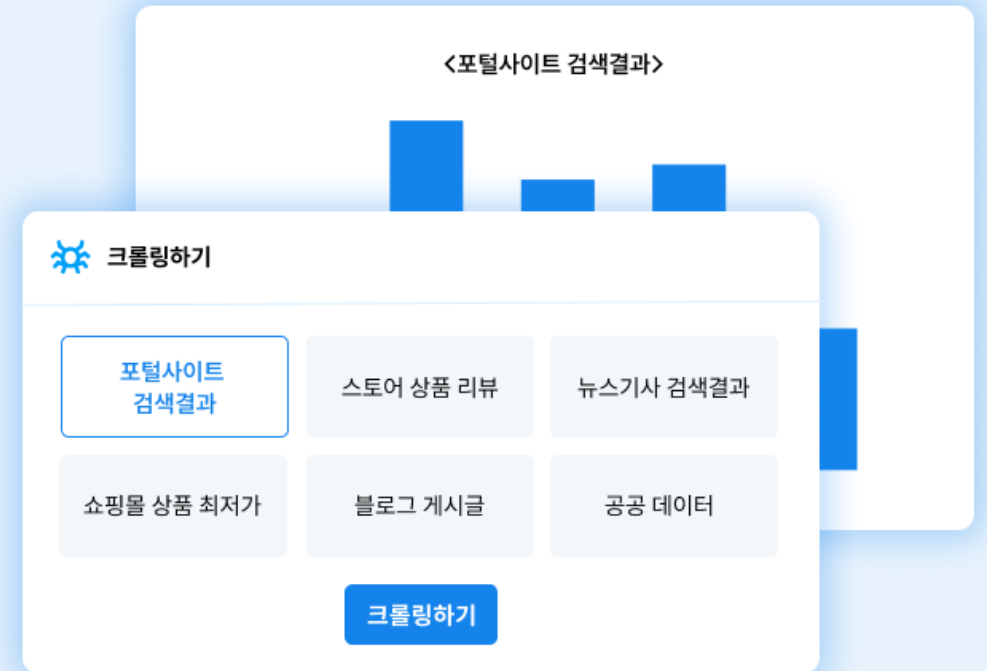 <포털사이트 검색결과>
크롤링하기
포털사이트
검색결과
스토어 상품 리뷰
뉴스기사 검색결과
쇼핑몰 상품 최저가
블로그 게시글
공공 데이터
크롤링하기